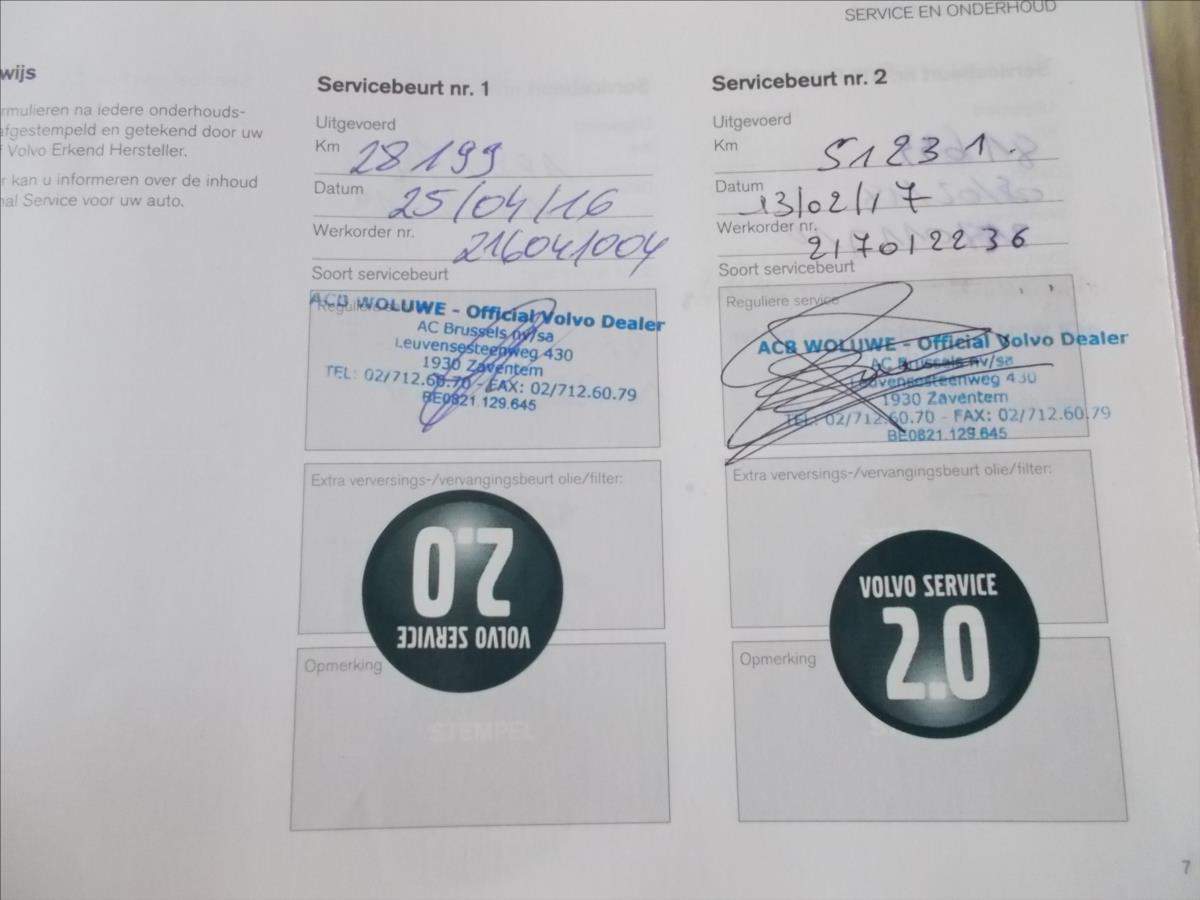 SERVICE EN ONDERHOUD
wijs
rmulieren na iedere onderhouds-
afgestempeld en getekend door uw
f Volvo Erkend Hersteller.
r kan u informeren over de inhoud
nal Service voor uw auto.
Servicebeurt nr. 1
Uitgevoerd
Km 28199
Datum 25/04/16
Werkorder nr. 216041004
Soort servicebeurt
ACB WOLUWE - Official Volvo Dealer
AC Brussels nv/sa
Leuvensesteenweg 430
1930 Zaventem
TEL: 02/712.60.70 - FAX: 02/712.60.79
BE0821.129.645
Extra verversings-/vervangingsbeurt olie/filter:
VOLVO SERVICE
2.0
Opmerking
STEMPEL
Servicebeurt nr. 2
Uitgevoerd
Km 51231.
Datum 13/02/17
Werkorder nr. 217012236
Soort servicebeurt
Reguliere service
ACB WOLUWE - Official Volvo Dealer
AC Brussels nv/sa
Leuvensesteenweg 430
1930 Zaventem
TEL: 02/712.60.70 - FAX: 02/712.60.79
BE0821.129.645
Extra verversings-/vervangingsbeurt olie/filter:
VOLVO SERVICE
2.0
Opmerking
7